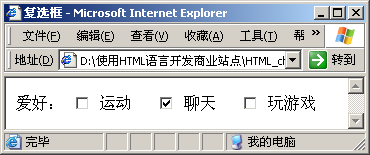 复选框 - Microsoft Internet Explorer
文件(F) 编辑(E) 查看(V) 收藏(A) 工具(T) 帮 »
地址(D) D:\使用HTML语言开发商业站点\HTML_ch 转到
爱好： 运动 聊天 玩游戏
完毕 我的电脑